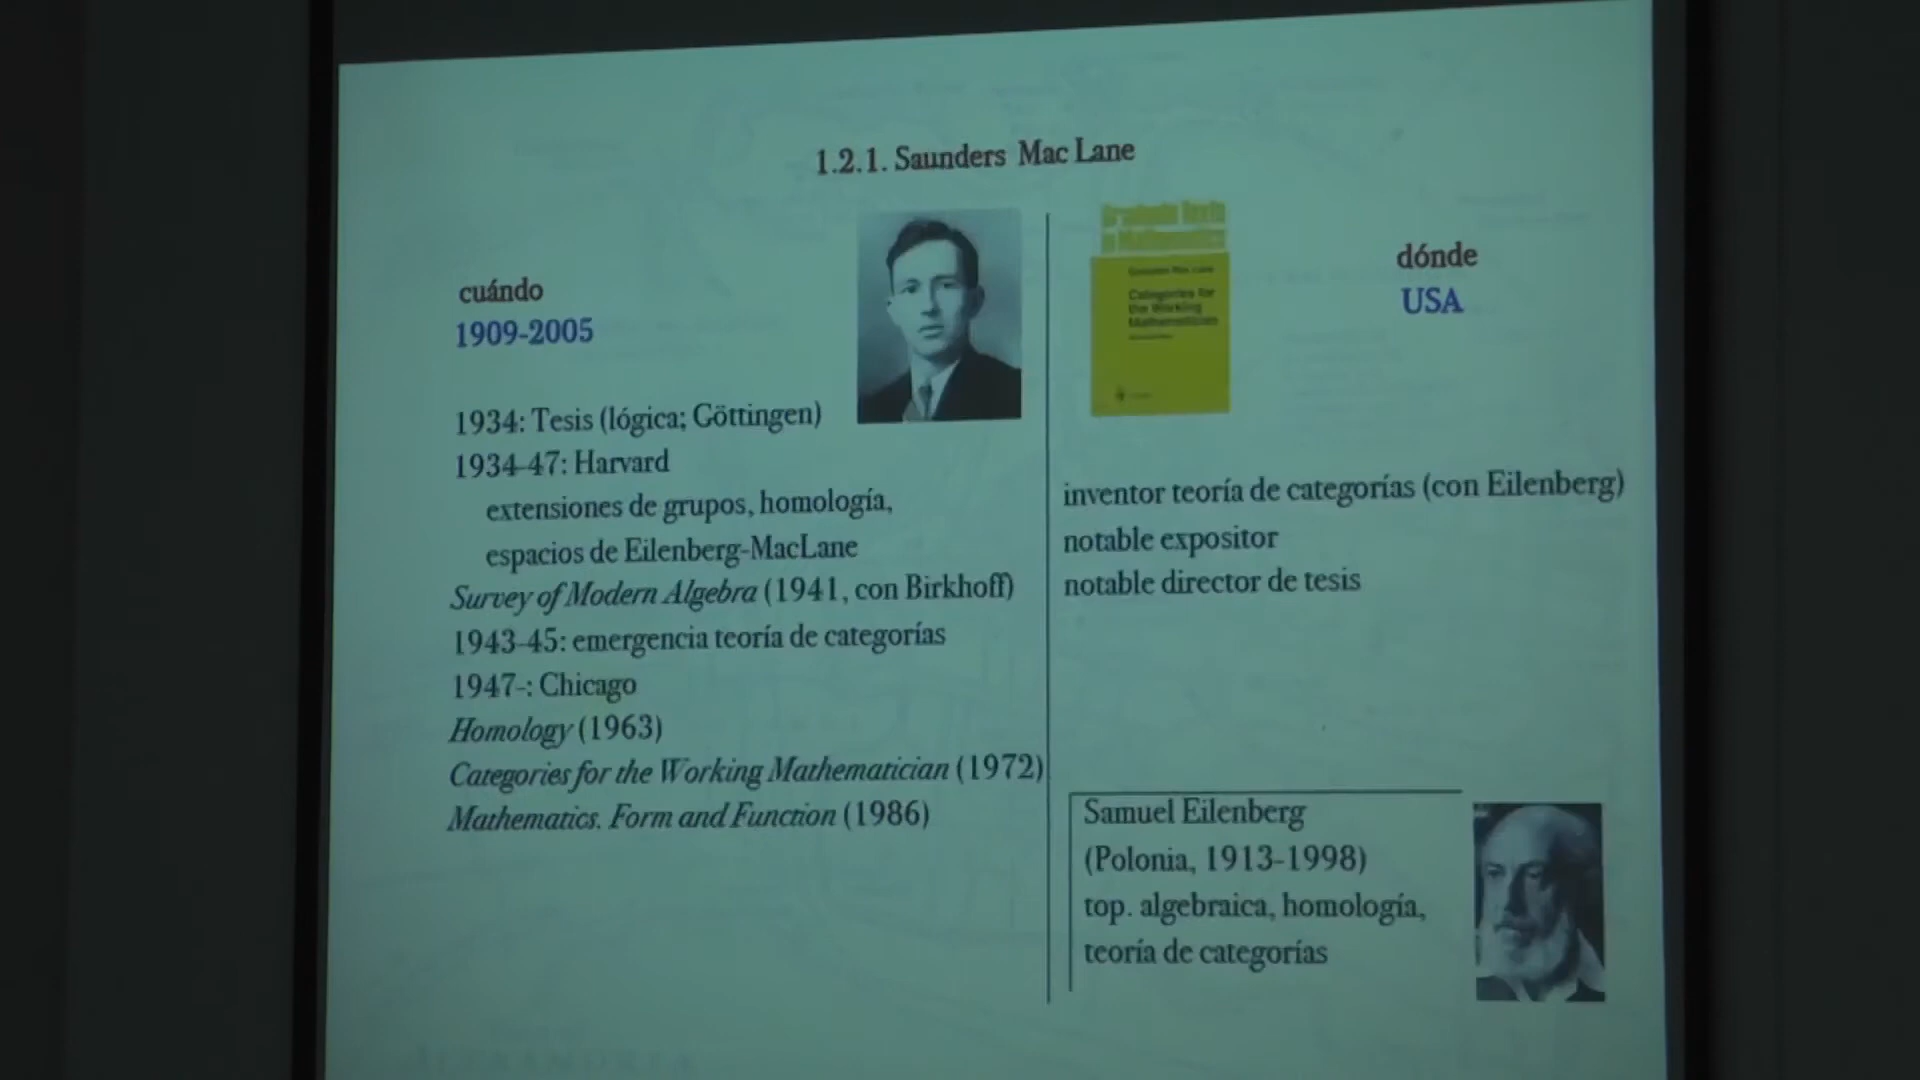 1.2.1. Saunders Mac Lane
cuándo
1909-2005
1934: Tesis (lógica; Göttingen)
1934-47: Harvard
extensiones de grupos, homología,
espacios de Eilenberg-MacLane
Survey of Modern Algebra (1941, con Birkhoff)
1943-45: emergencia teoría de categorías
1947-: Chicago
Homology (1963)
Categories for the Working Mathematician (1972)
Mathematics. Form and Function (1986)
Graduate Texts
in Mathematics
Saunders Mac Lane
Categories for
the Working
Mathematician
dónde
USA
inventor teoría de categorías (con Eilenberg)
notable expositor
notable director de tesis
Samuel Eilenberg
(Polonia, 1913-1998)
top. algebraica, homología,
teoría de categorías